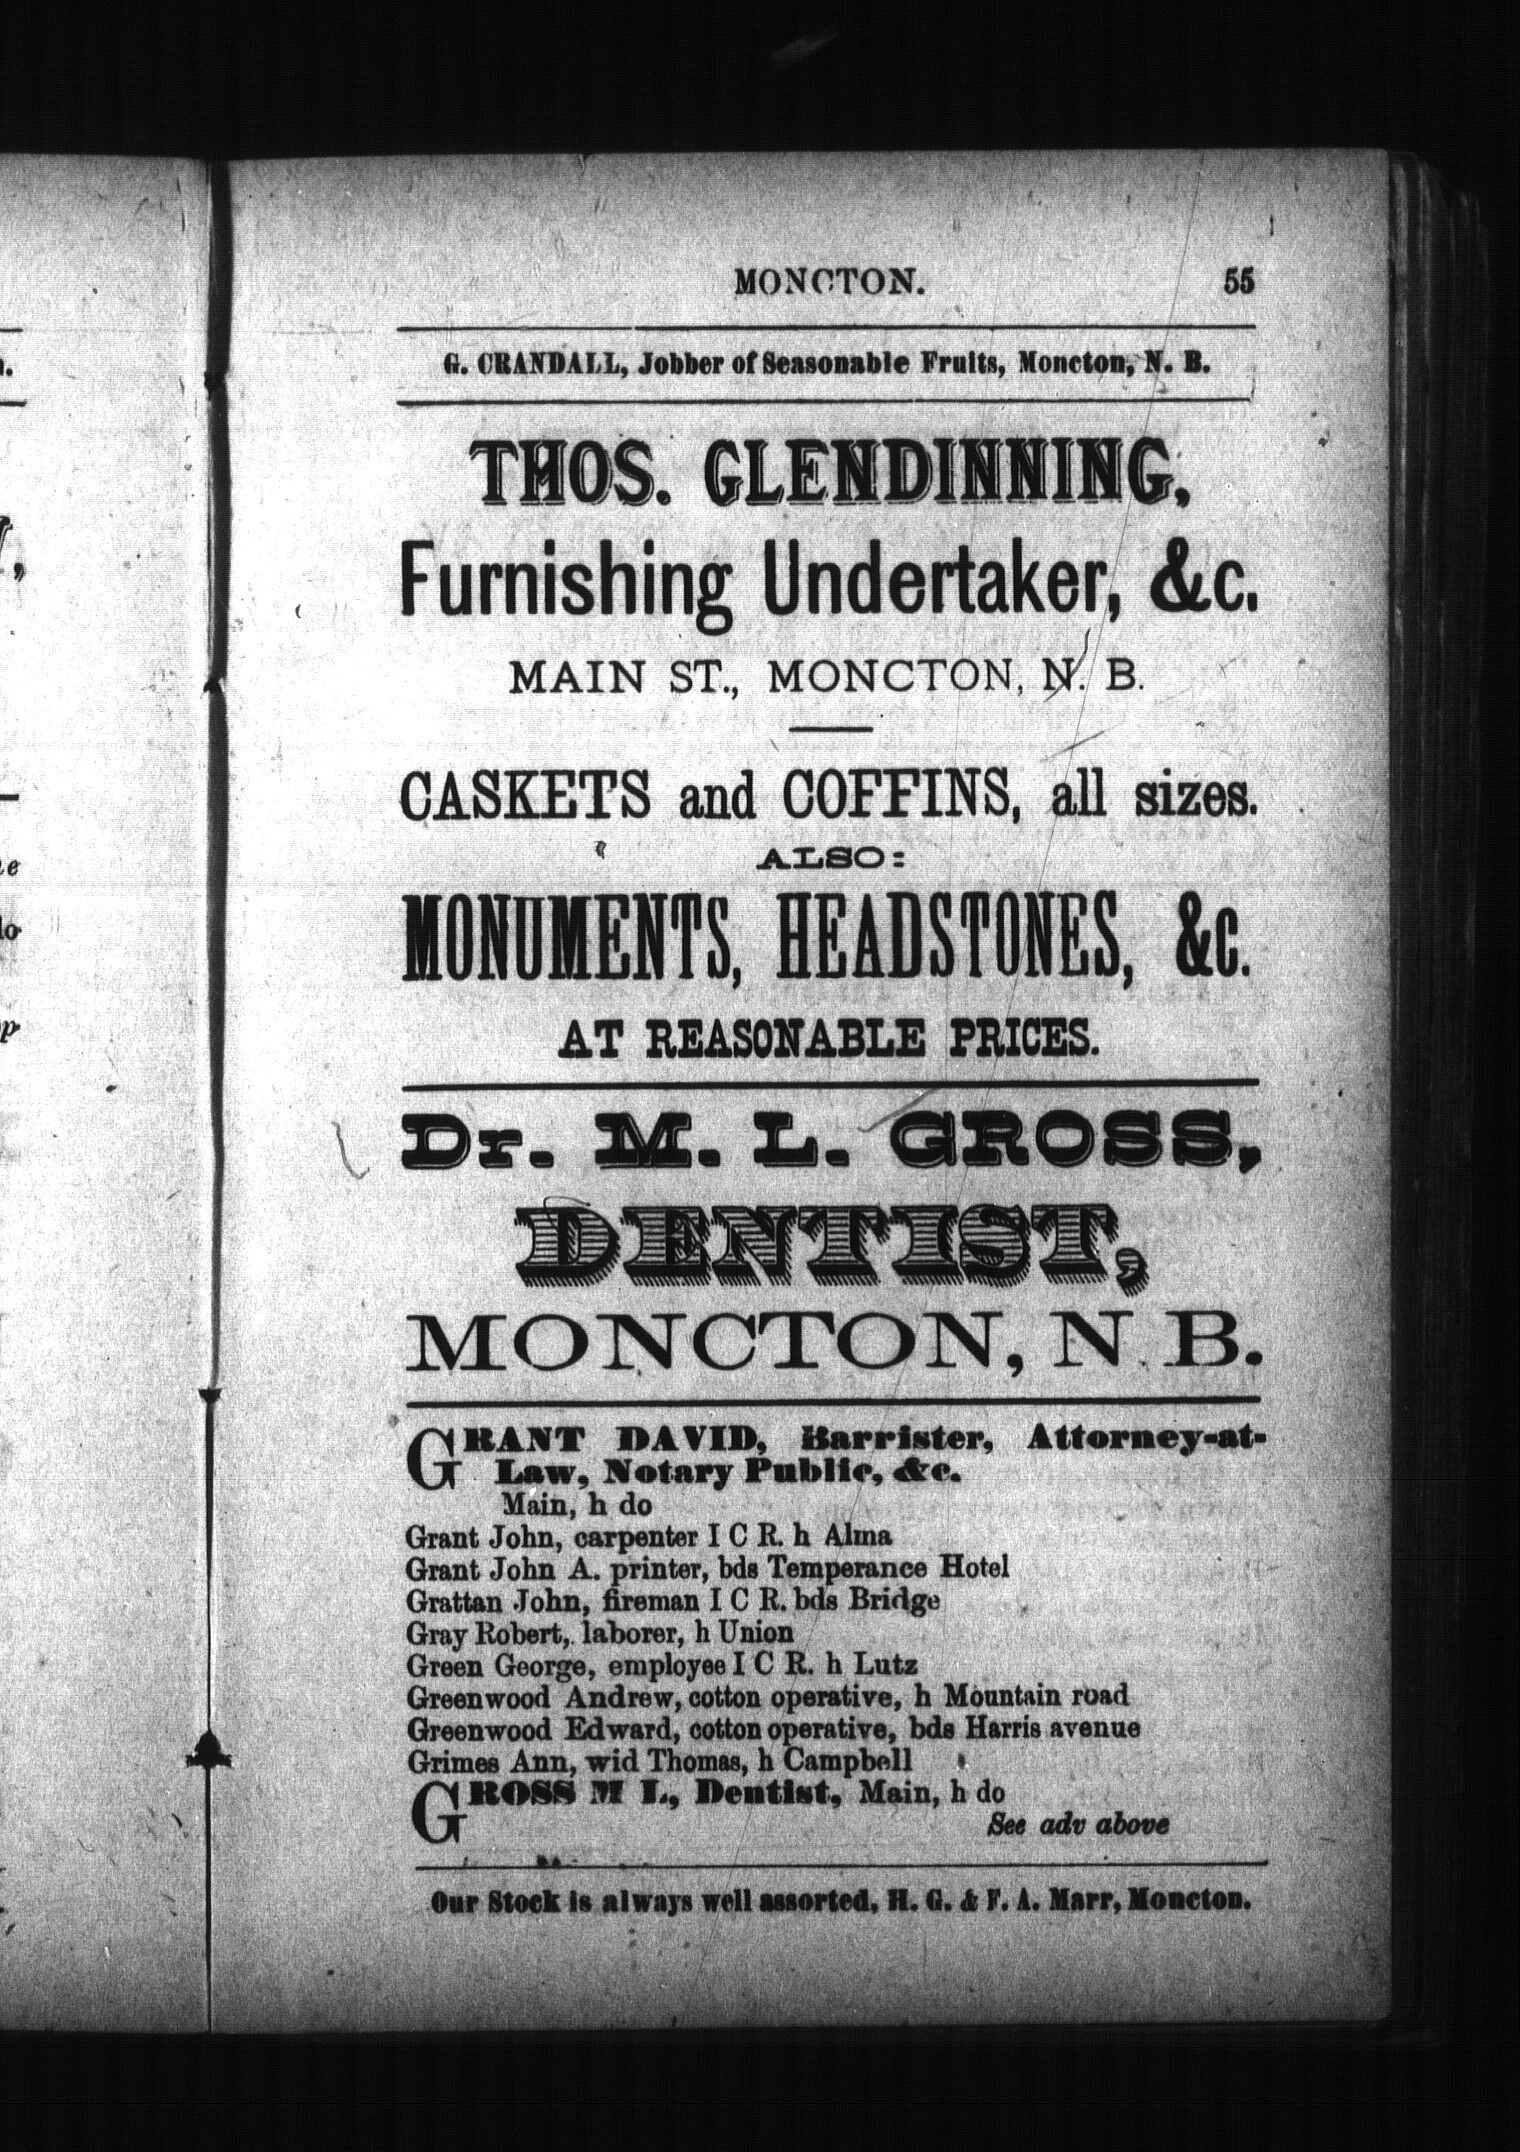 MONCTON. 55
G. CRANDALL, Jobber of Seasonable Fruits, Moncton, N. B.
THOS. GLENDINNING,
Furnishing Undertaker, &c.
MAIN ST., MONCTON, N. B.
CASKETS and COFFINS, all sizes.
ALSO:
MONUMENTS, HEADSTONES, &c.
AT REASONABLE PRICES.
Dr. M. L. GROSS,
DENTIST,
MONCTON, N. B.
GRANT DAVID, Barrister, Attorney-at-
Law, Notary Public, &c.
Main, h do
Grant John, carpenter I C R. h Alma
Grant John A. printer, bds Temperance Hotel
Grattan John, fireman I C R. bds Bridge
Gray Robert, laborer, h Union
Green George, employee I C R. h Lutz
Greenwood Andrew, cotton operative, h Mountain road
Greenwood Edward, cotton operative, bds Harris avenue
Grimes Ann, wid Thomas, h Campbell
GROSS M L, Dentist, Main, h do
See adv above
Our Stock is always well assorted, H. G. & F. A. Marr, Moncton.